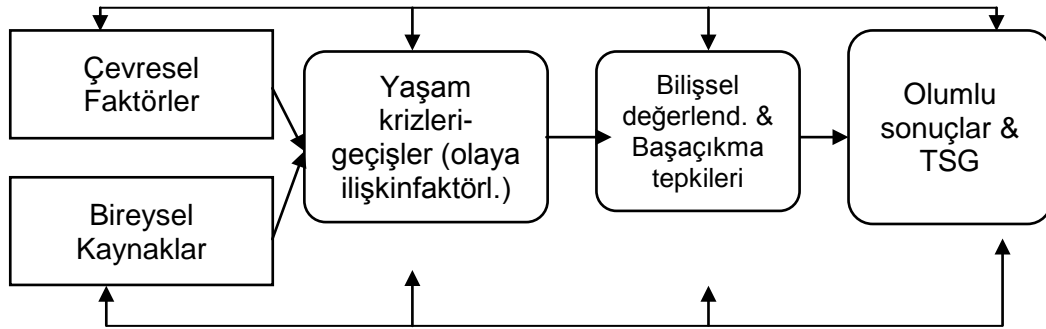 Çevresel
Faktörler
Bireysel
Kaynaklar
Yaşam
krizleri-
geçişler (olaya
ilişkinfaktörl.)
Bilişsel
değerlend. &
Başaçıkma
tepkileri
Olumlu
sonuçlar &
TSG